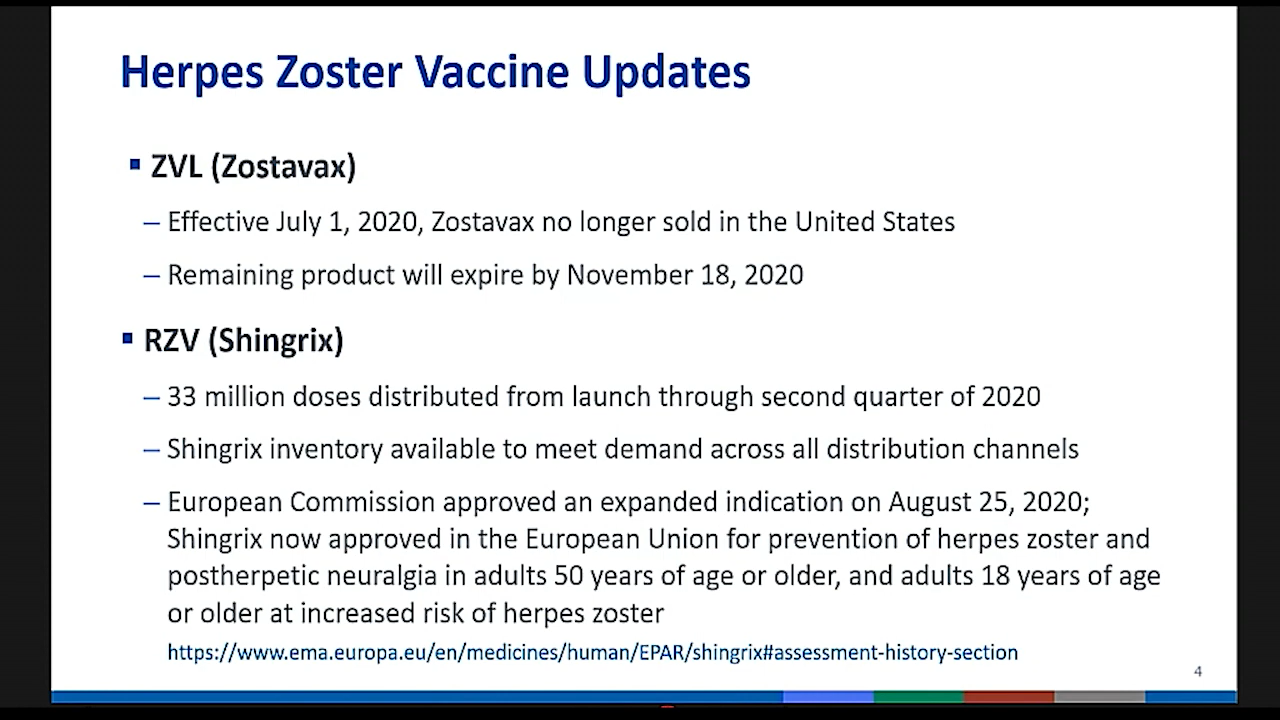 Herpes Zoster Vaccine Updates
▪ ZVL (Zostavax)
– Effective July 1, 2020, Zostavax no longer sold in the United States
– Remaining product will expire by November 18, 2020
▪ RZV (Shingrix)
– 33 million doses distributed from launch through second quarter of 2020
– Shingrix inventory available to meet demand across all distribution channels
– European Commission approved an expanded indication on August 25, 2020;
Shingrix now approved in the European Union for prevention of herpes zoster and
postherpetic neuralgia in adults 50 years of age or older, and adults 18 years of age
or older at increased risk of herpes zoster
https://www.ema.europa.eu/en/medicines/human/EPAR/shingrix#assessment-history-section
4